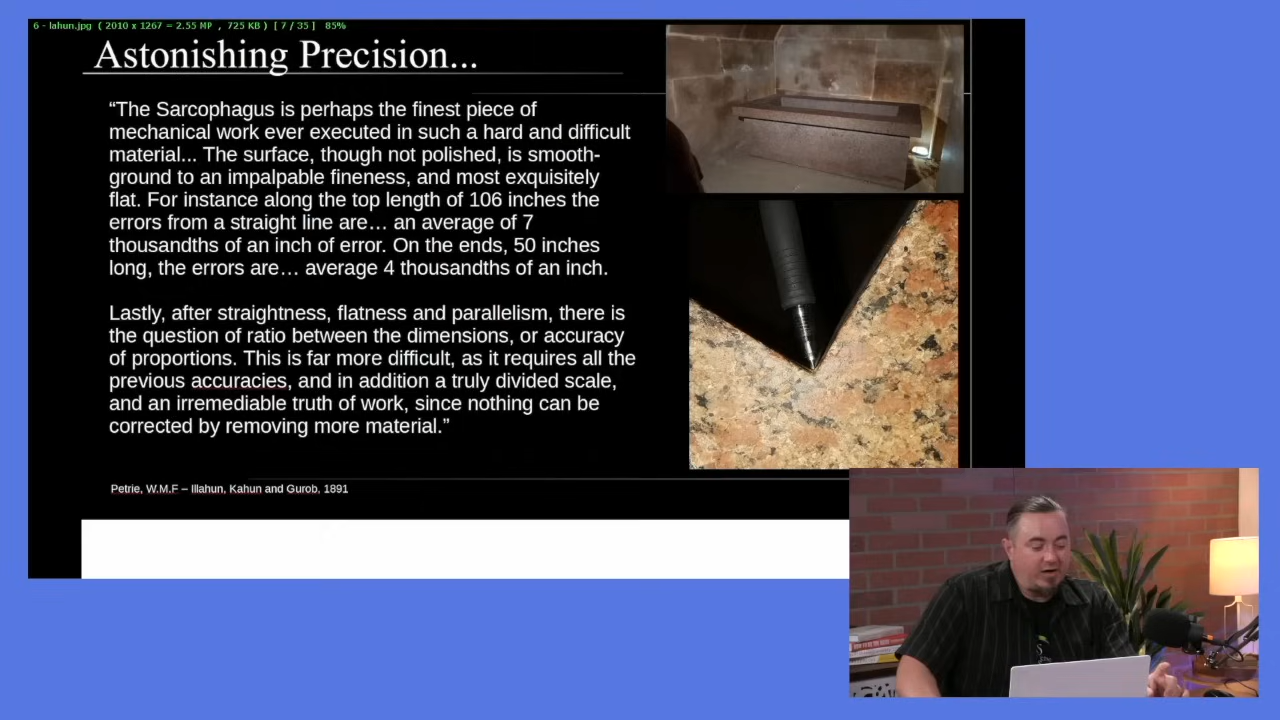 6 - lahun.jpg ( 2010 x 1267 = 2.55 MP , 725 KB ) [ 7 / 35 ] 85%
Astonishing Precision...
“The Sarcophagus is perhaps the finest piece of
mechanical work ever executed in such a hard and difficult
material... The surface, though not polished, is smooth-
ground to an impalpable fineness, and most exquisitely
flat. For instance along the top length of 106 inches the
errors from a straight line are… an average of 7
thousandths of an inch of error. On the ends, 50 inches
long, the errors are… average 4 thousandths of an inch.
Lastly, after straightness, flatness and parallelism, there is
the question of ratio between the dimensions, or accuracy
of proportions. This is far more difficult, as it requires all the
previous accuracies, and in addition a truly divided scale,
and an irremediable truth of work, since nothing can be
corrected by removing more material.”
Petrie, W.M.F – Illahun, Kahun and Gurob, 1891